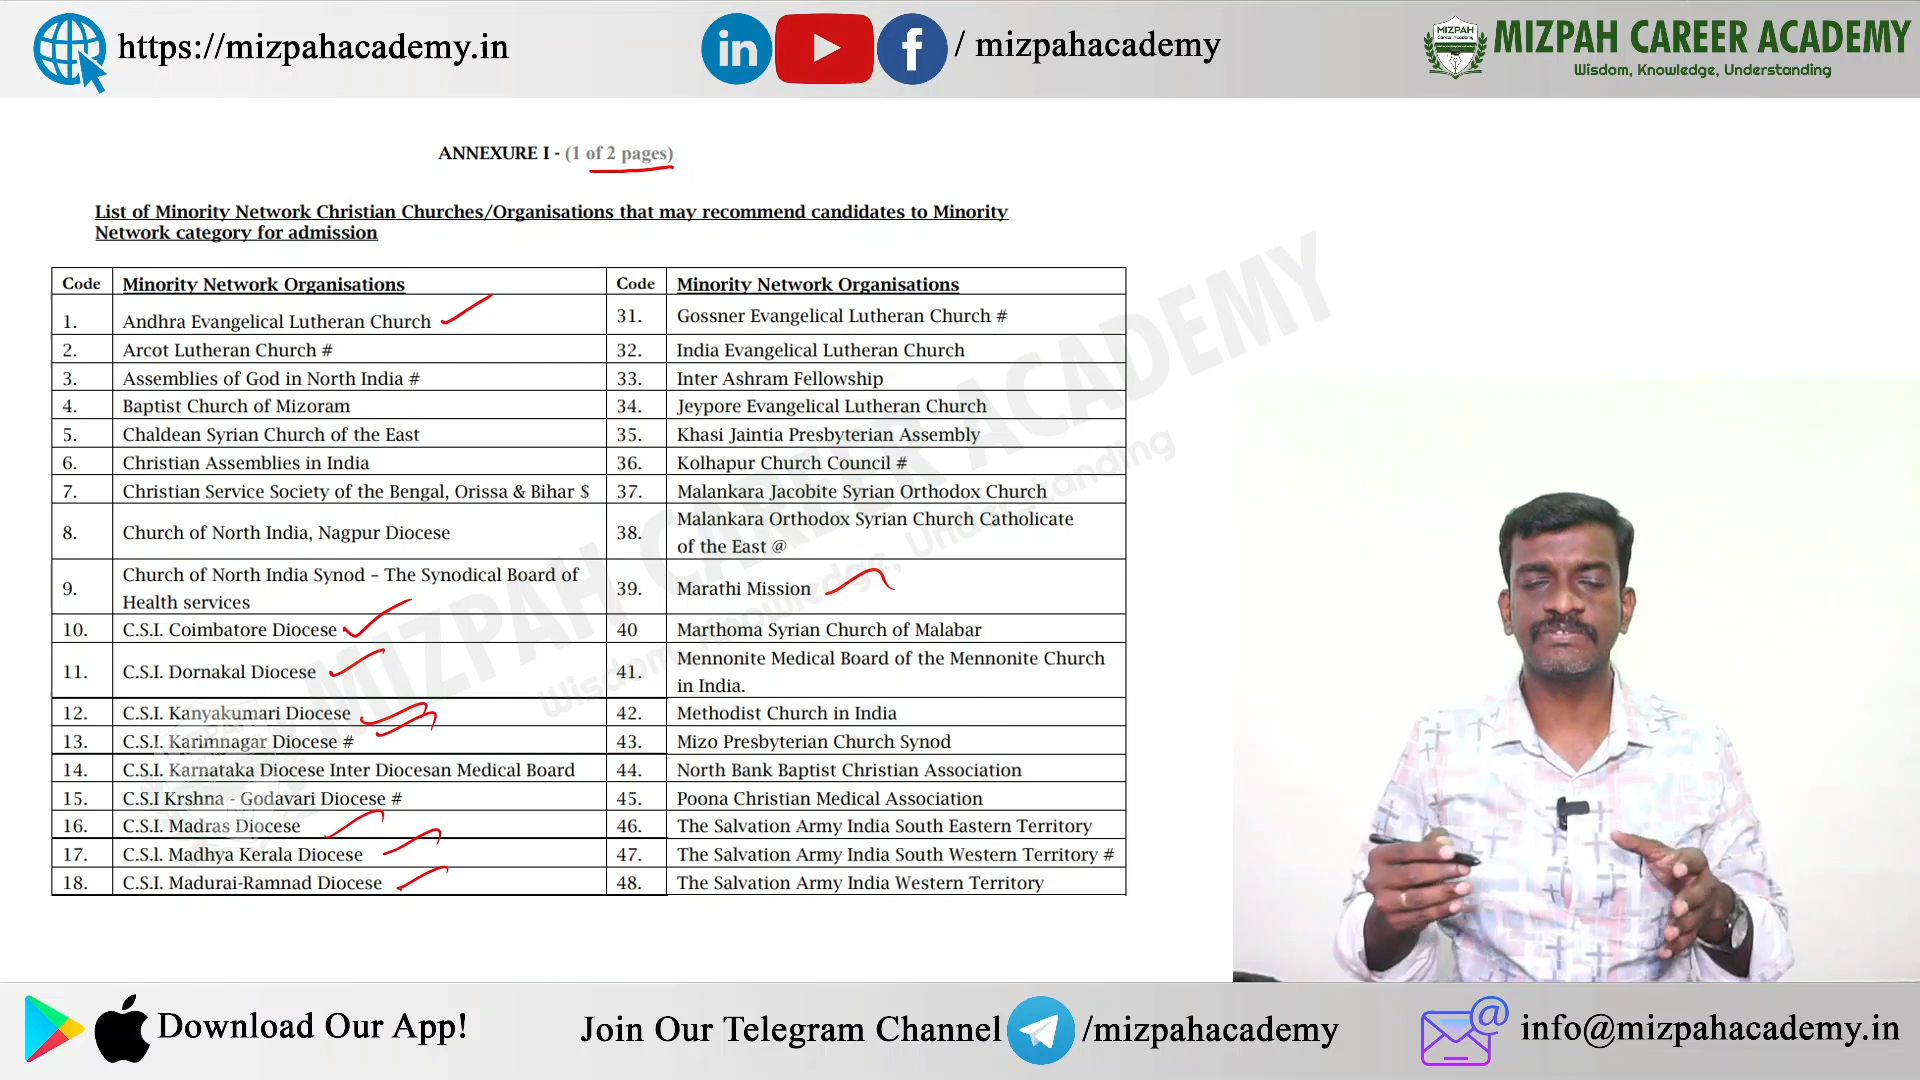 https://mizpahacademy.in
in f / mizpahacademy
MIZPAH
MIZPAH CAREER ACADEMY
Wisdom, Knowledge, Understanding
ANNEXURE I - (1 of 2 pages)
List of Minority Network Christian Churches/Organisations that may recommend candidates to Minority
Network category for admission
Code Minority Network Organisations Code Minority Network Organisations
1. Andhra Evangelical Lutheran Church 31. Gossner Evangelical Lutheran Church #
2. Arcot Lutheran Church # 32. India Evangelical Lutheran Church
3. Assemblies of God in North India # 33. Inter Ashram Fellowship
4. Baptist Church of Mizoram 34. Jeypore Evangelical Lutheran Church
5. Chaldean Syrian Church of the East 35. Khasi Jaintia Presbyterian Assembly
6. Christian Assemblies in India 36. Kolhapur Church Council #
7. Christian Service Society of the Bengal, Orissa & Bihar $ 37. Malankara Jacobite Syrian Orthodox Church
8. Church of North India, Nagpur Diocese 38. Malankara Orthodox Syrian Church Catholicate
of the East @
9. Church of North India Synod – The Synodical Board of
Health services 39. Marathi Mission
10. C.S.I. Coimbatore Diocese 40 Marthoma Syrian Church of Malabar
11. C.S.I. Dornakal Diocese 41. Mennonite Medical Board of the Mennonite Church
in India.
12. C.S.I. Kanyakumari Diocese 42. Methodist Church in India
13. C.S.I. Karimnagar Diocese # 43. Mizo Presbyterian Church Synod
14. C.S.I. Karnataka Diocese Inter Diocesan Medical Board 44. North Bank Baptist Christian Association
15. C.S.I Krshna - Godavari Diocese # 45. Poona Christian Medical Association
16. C.S.I. Madras Diocese 46. The Salvation Army India South Eastern Territory
17. C.S.l. Madhya Kerala Diocese 47. The Salvation Army India South Western Territory #
18. C.S.I. Madurai-Ramnad Diocese 48. The Salvation Army India Western Territory
MIZPAH CAREER ACADEMY
Wisdom, Knowledge, Understanding
Download Our App!
Join Our Telegram Channel /mizpahacademy
@ info@mizpahacademy.in